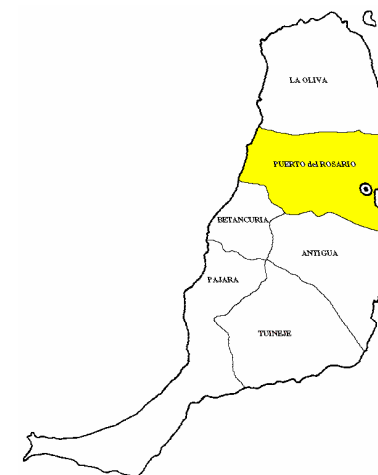 LA OLIVA
PUERTO del ROSARIO
BETANCURIA
ANTIGUA
PAJARA
TUINEJE